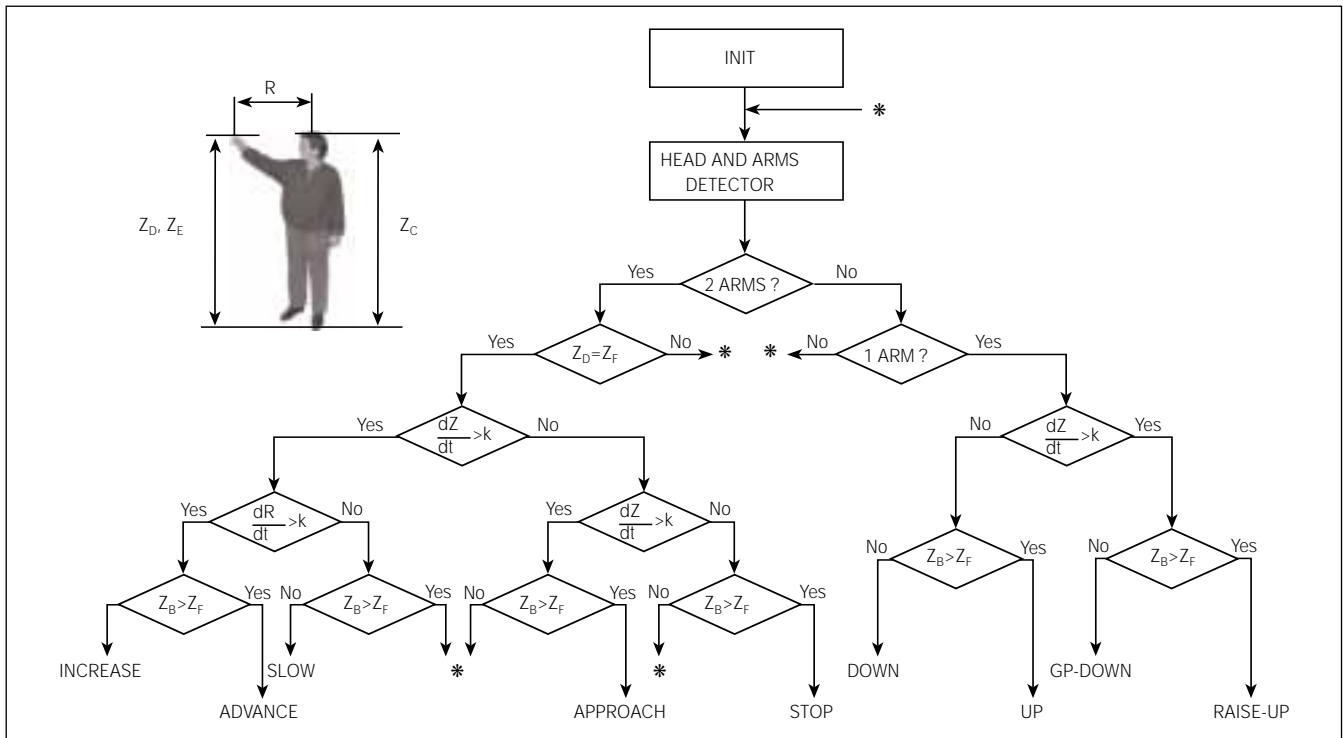 INIT
*
R
HEAD AND ARMS
DETECTOR
Z_D, Z_E
Z_C
Yes
2 ARMS ?
No
Yes
Z_D=Z_F
No
*
*
No
1 ARM ?
Yes
Yes
dZ/dt >k
No
No
dZ/dt >k
Yes
Yes
dR/dt >k
No
Yes
dZ/dt >k
No
No
Z_B>Z_F
Yes
No
Z_B>Z_F
Yes
No
Z_B>Z_F
Yes
No
Z_B>Z_F
Yes
No
Z_B>Z_F
Yes
No
Z_B>Z_F
Yes
INCREASE
SLOW
*
*
DOWN
GP-DOWN
ADVANCE
APPROACH
STOP
UP
RAISE-UP